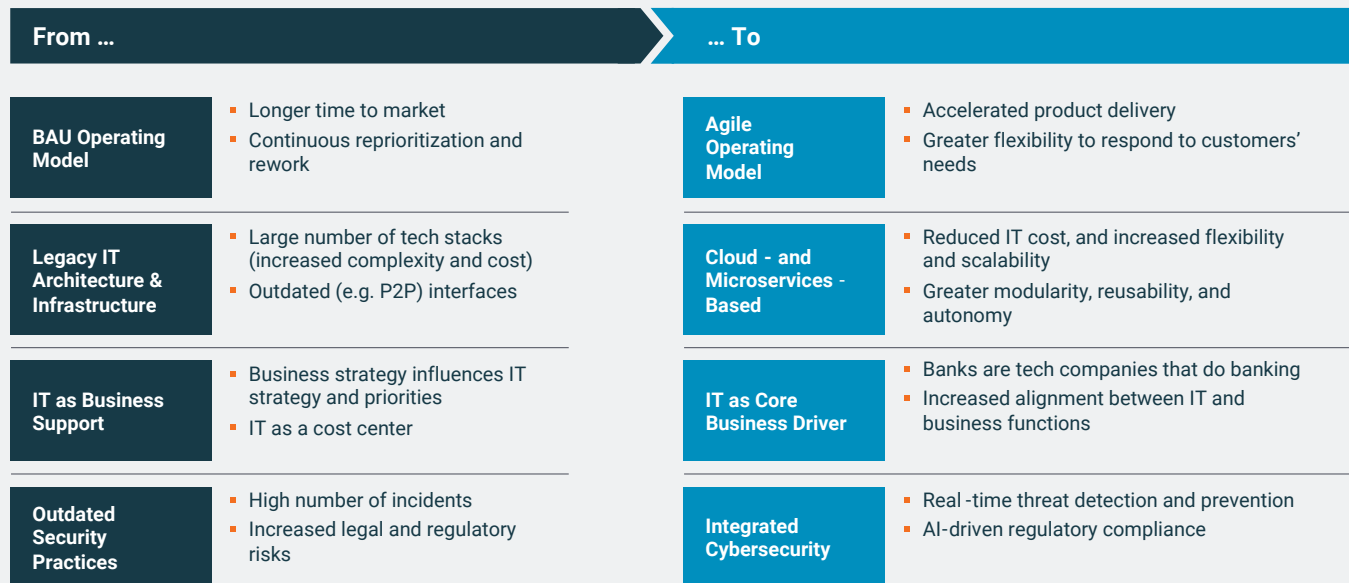 From ...
... To
BAU Operating
Model
▪ Longer time to market
▪ Continuous reprioritization and
rework
Agile
Operating
Model
▪ Accelerated product delivery
▪ Greater flexibility to respond to customers’
needs
Legacy IT
Architecture &
Infrastructure
▪ Large number of tech stacks
(increased complexity and cost)
▪ Outdated (e.g. P2P) interfaces
Cloud - and
Microservices -
Based
▪ Reduced IT cost, and increased flexibility
and scalability
▪ Greater modularity, reusability, and
autonomy
IT as Business
Support
▪ Business strategy influences IT
strategy and priorities
▪ IT as a cost center
IT as Core
Business Driver
▪ Banks are tech companies that do banking
▪ Increased alignment between IT and
business functions
Outdated
Security
Practices
▪ High number of incidents
▪ Increased legal and regulatory
risks
Integrated
Cybersecurity
▪ Real -time threat detection and prevention
▪ AI-driven regulatory compliance